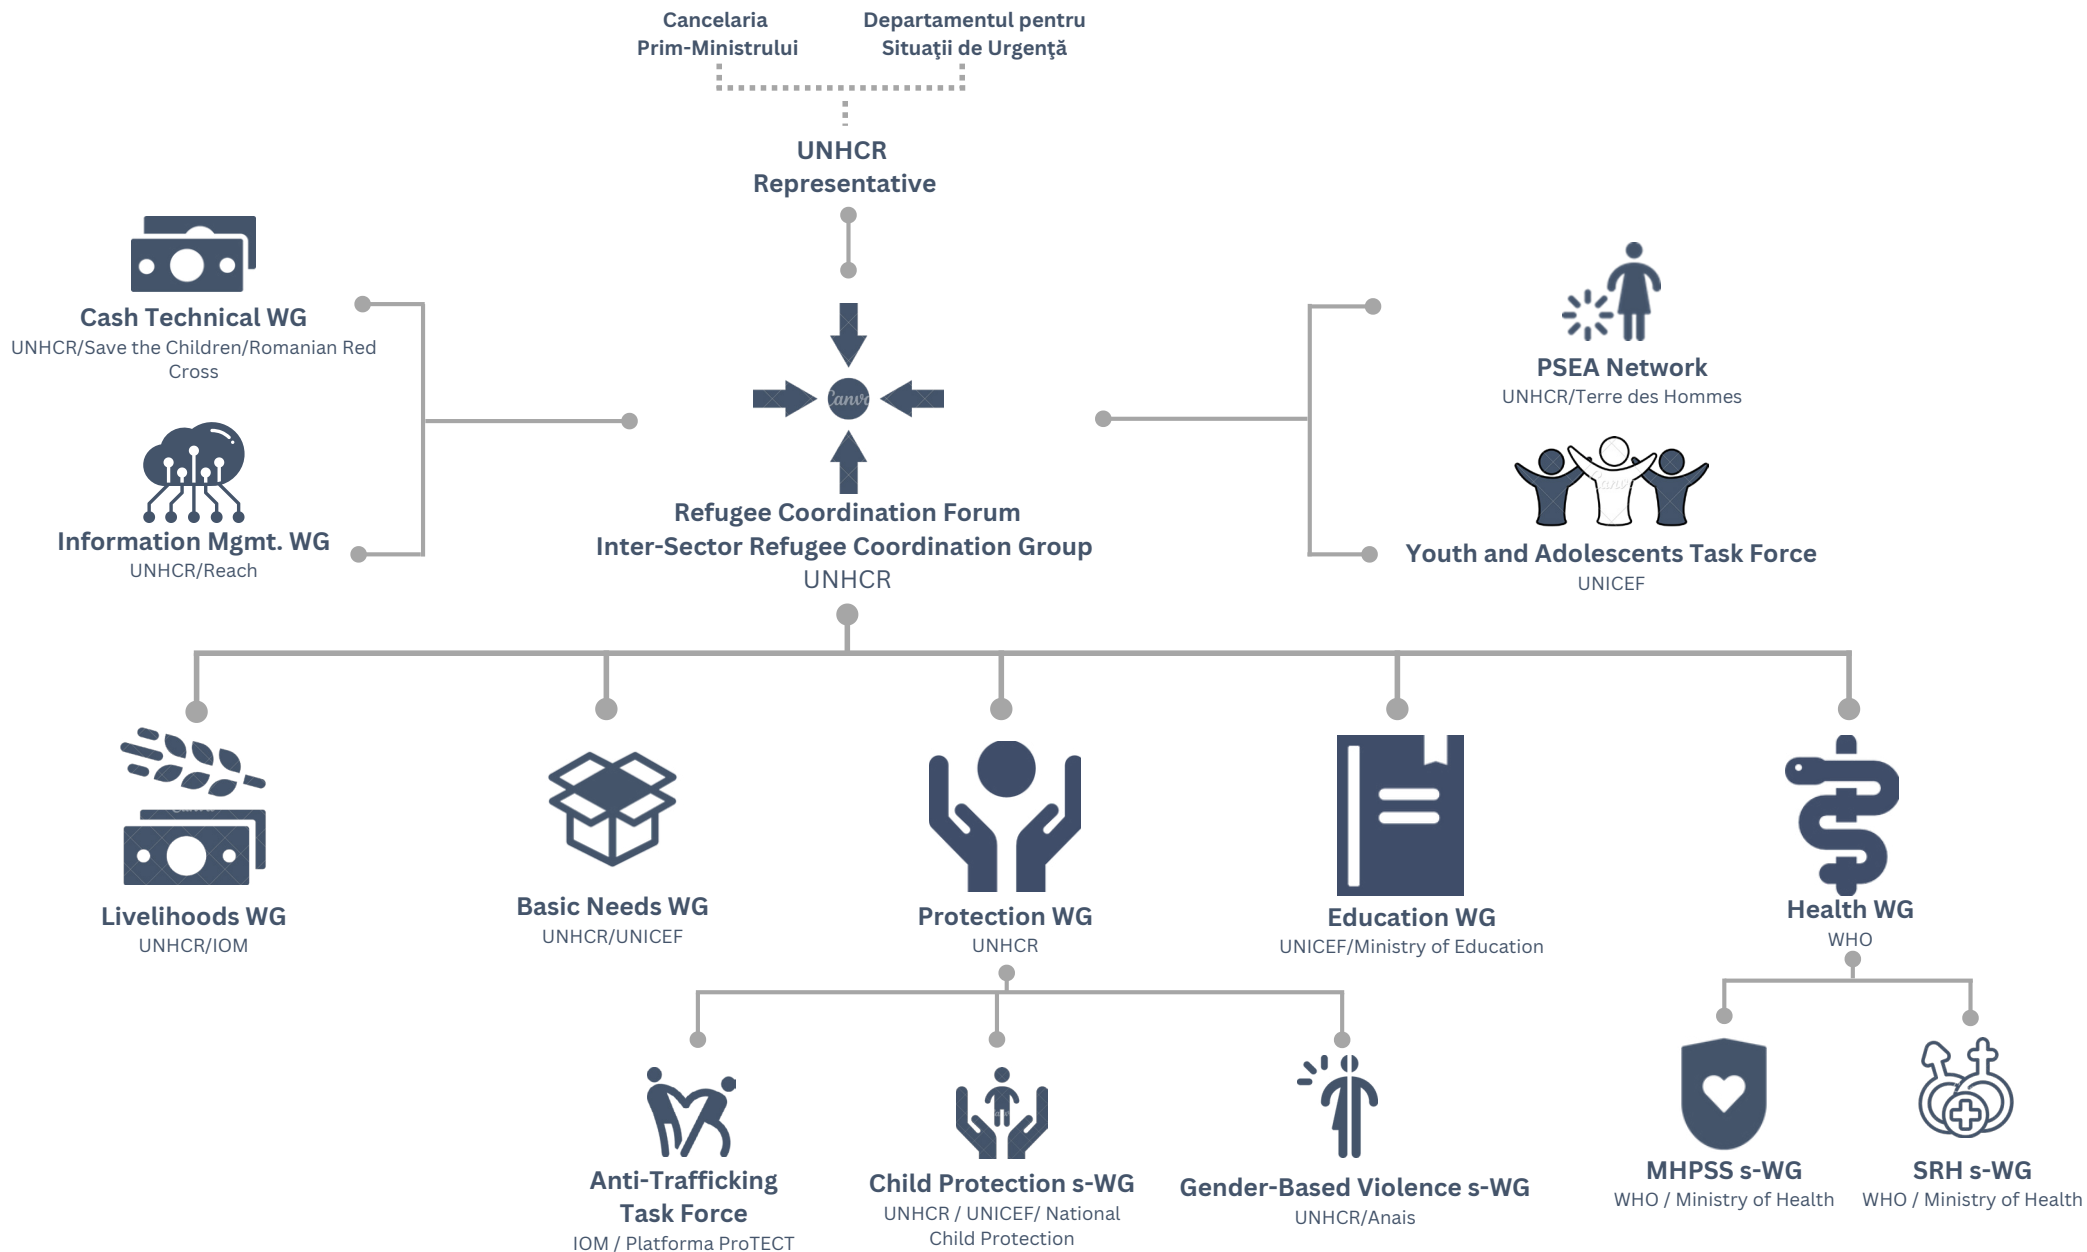 Cancelaria
Prim-Ministrului
Departamentul pentru
Situaţii de Urgenţă
UNHCR
Representative
Cash Technical WG
UNHCR/Save the Children/Romanian Red
Cross
Information Mgmt. WG
UNHCR/Reach
Canva
Refugee Coordination Forum
Inter-Sector Refugee Coordination Group
UNHCR
PSEA Network
UNHCR/Terre des Hommes
Youth and Adolescents Task Force
UNICEF
Livelihoods WG
UNHCR/IOM
Basic Needs WG
UNHCR/UNICEF
Protection WG
UNHCR
Education WG
UNICEF/Ministry of Education
Health WG
WHO
Anti-Trafficking
Task Force
IOM / Platforma ProTECT
Child Protection s-WG
UNHCR / UNICEF/ National
Child Protection
Gender-Based Violence s-WG
UNHCR/Anais
MHPSS s-WG
WHO / Ministry of Health
SRH s-WG
WHO / Ministry of Health